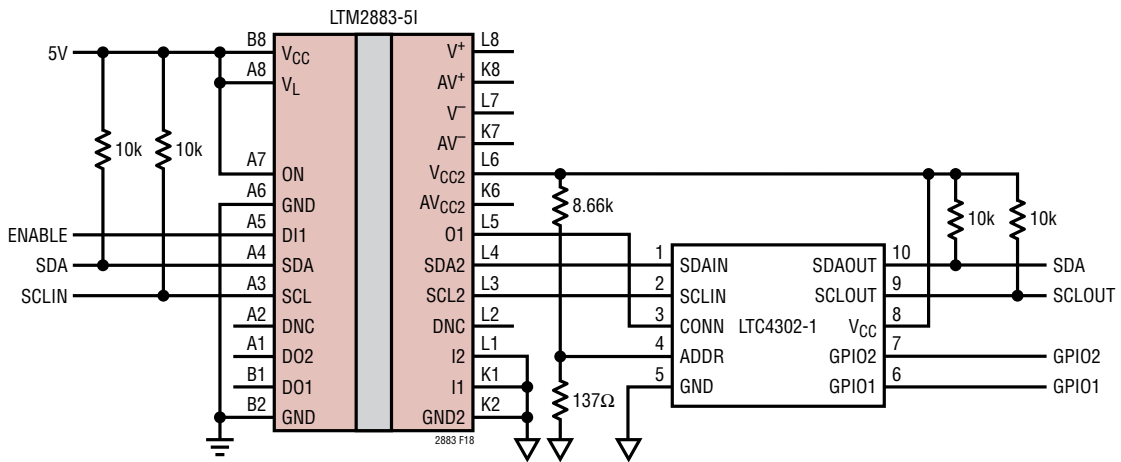 LTM2883-5I
5V
B8 VCC V+ L8
A8 VL AV+ K8
V– L7
AV– K7
10k 10k
A7 ON VCC2 L6
A6 GND AVCC2 K6
8.66k
10k 10k
ENABLE A5 DI1 O1 L5
SDA A4 SDA SDA2 L4 1 SDAIN SDAOUT 10 SDA
SCLIN A3 SCL SCL2 L3 2 SCLIN SCLOUT 9 SCLOUT
A2 DNC DNC L2 3 CONN LTC4302-1 VCC 8
A1 DO2 I2 L1 4 ADDR GPIO2 7 GPIO2
B1 DO1 I1 K1 5 GND GPIO1 6 GPIO1
B2 GND GND2 K2
137Ω
2883 F18